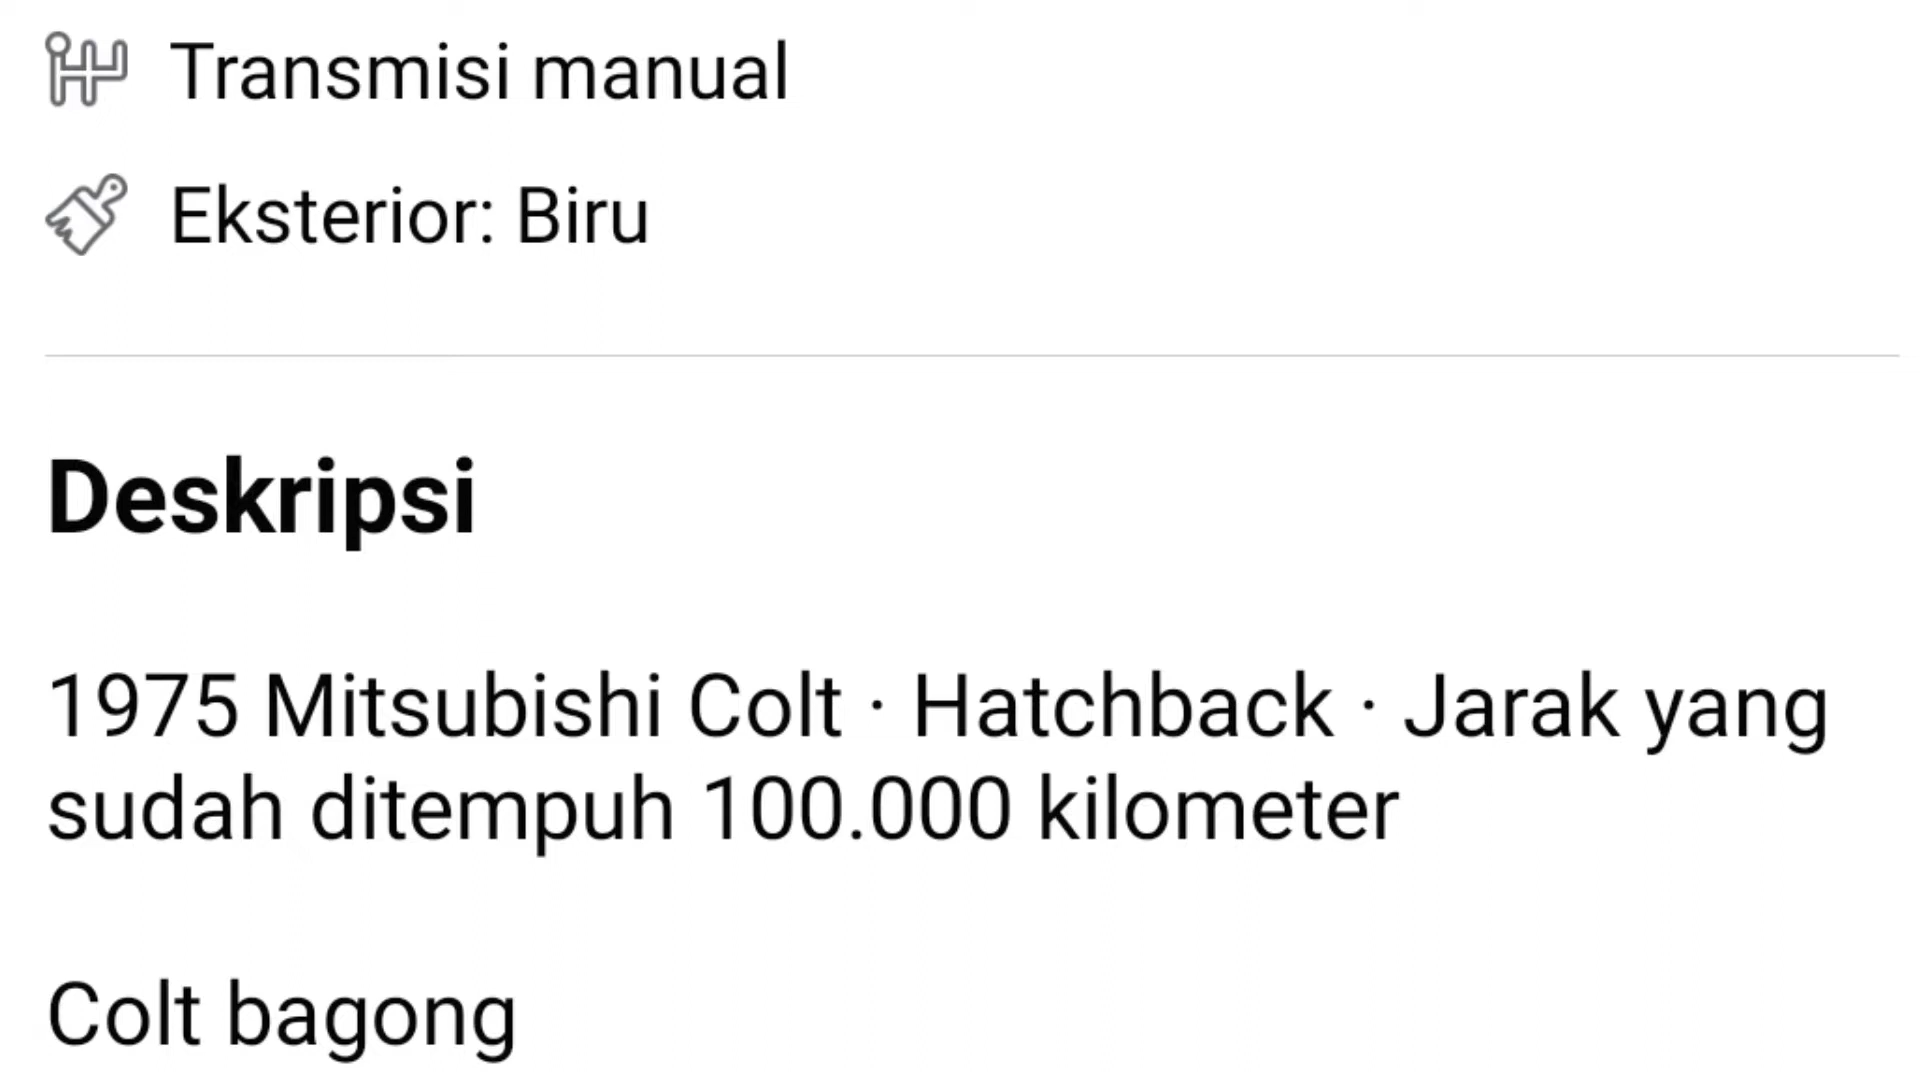 Transmisi manual
Eksterior: Biru
Deskripsi
1975 Mitsubishi Colt · Hatchback · Jarak yang
sudah ditempuh 100.000 kilometer
Colt bagong